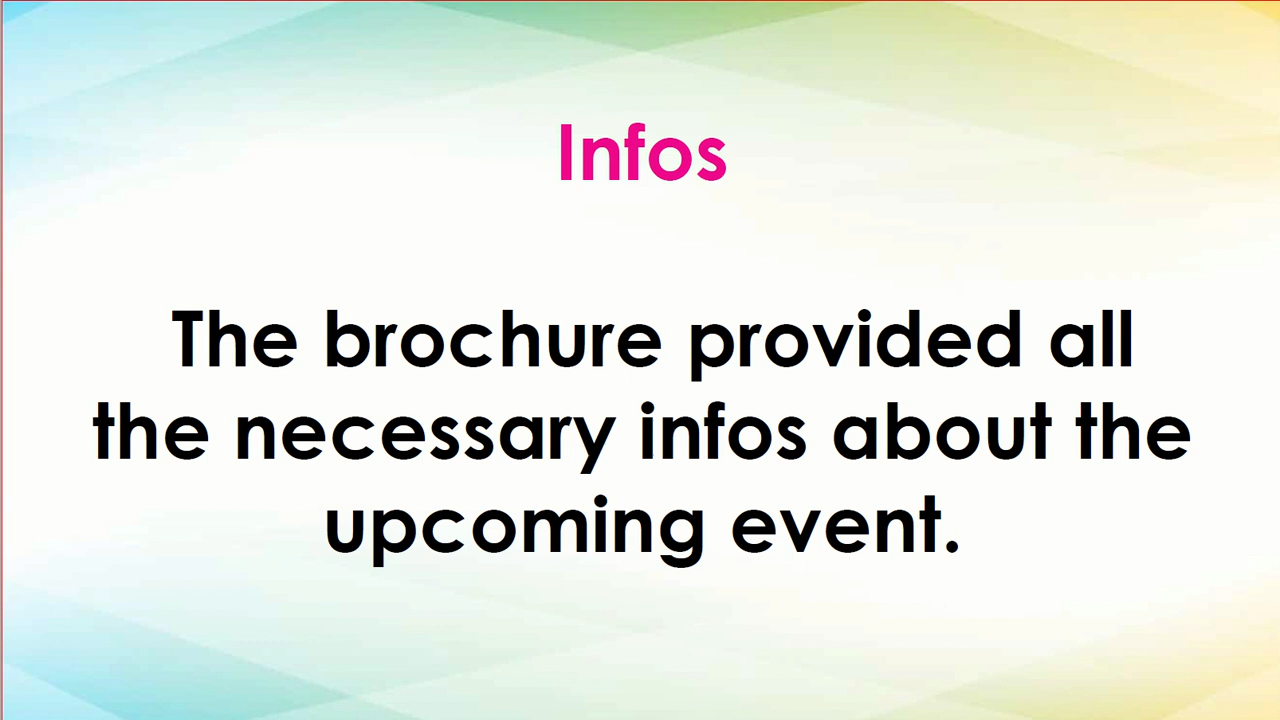 Infos
The brochure provided all
the necessary infos about the
upcoming event.